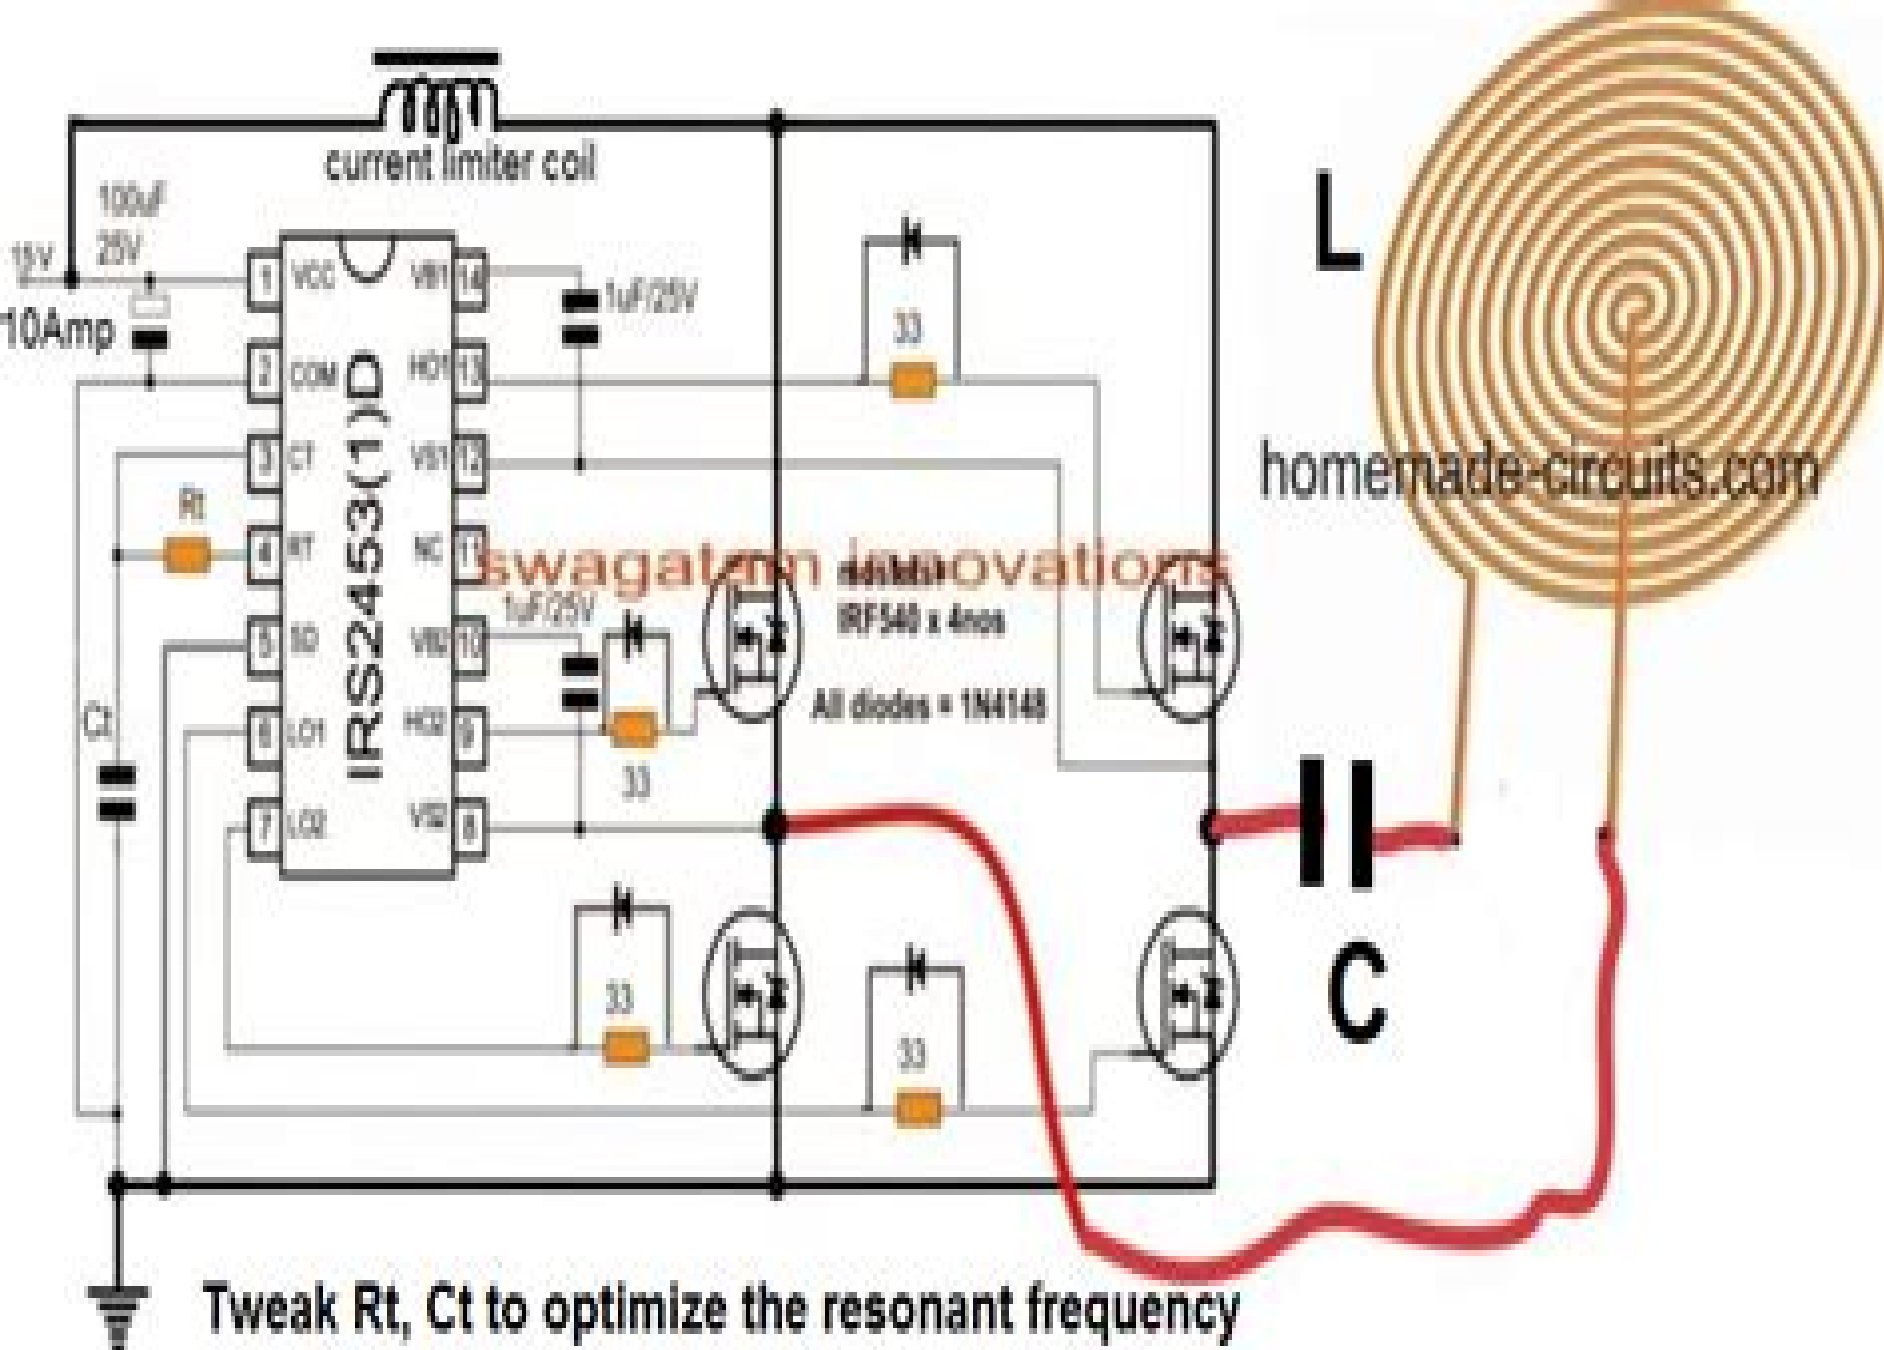 current limiter coil
100uF
25V
15V
10Amp
1 VCC
2 COM
3 CT
4 RT
5 SD
6 LO1
7 LO2
VB1 14
HO1 13
VS1 12
NC 11
VB2 10
HO2 9
VS2 8
IRS2453(1)D
Rt
1uF/25V
33
L
homemade-circuits.com
swagatam innovations
1uF/25V
IRF540 x 4nos
All diodes = 1N4148
33
33
33
C
Tweak Rt, Ct to optimize the resonant frequency